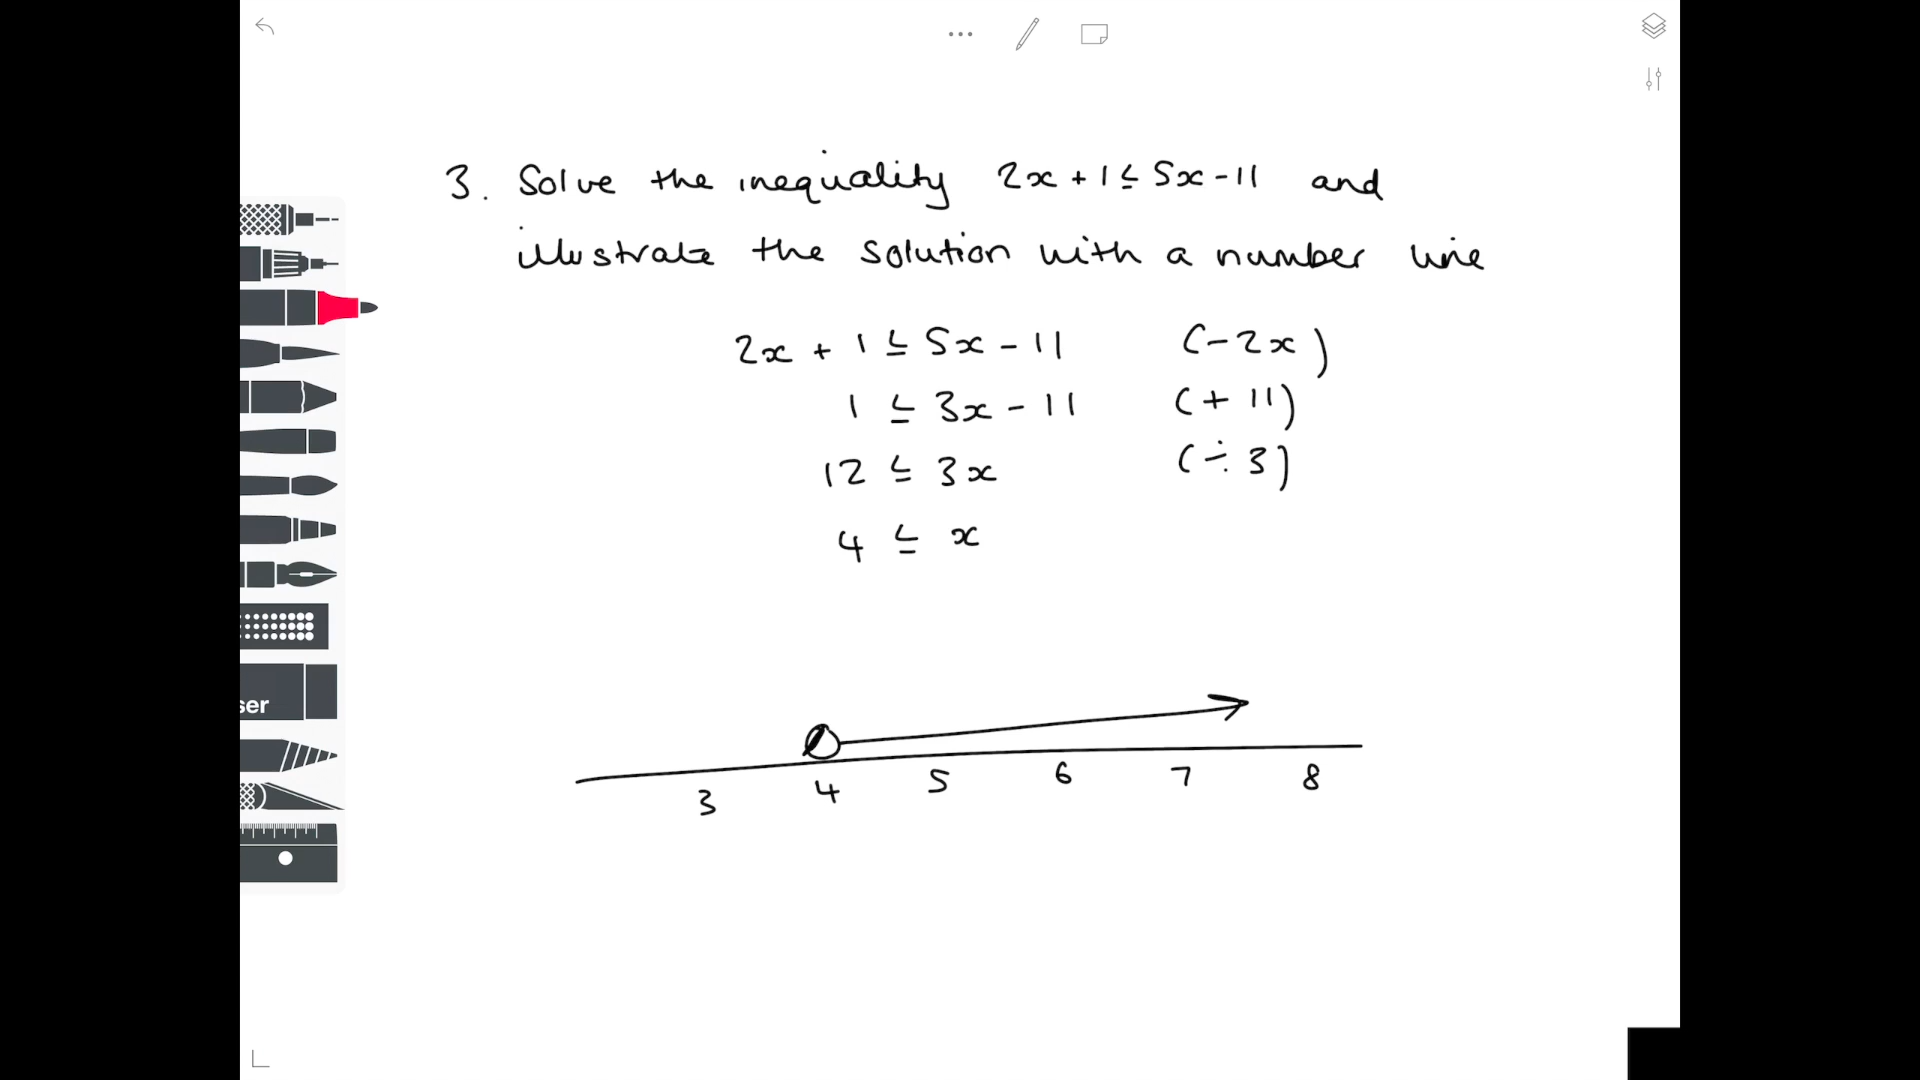 3. Solve the inequality 2x + 1 ≤ 5x - 11 and
illustrate the solution with a number line
2x + 1 ≤ 5x - 11 (-2x)
1 ≤ 3x - 11 (+ 11)
12 ≤ 3x (÷ 3)
4 ≤ x
ser
3 4 5 6 7 8